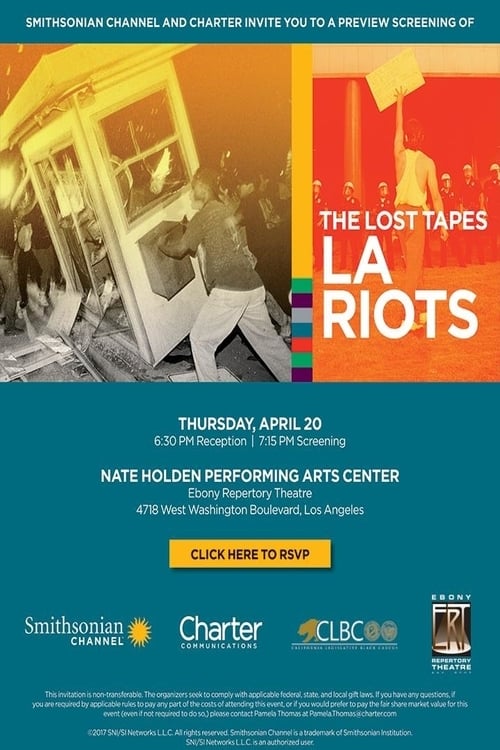 SMITHSONIAN CHANNEL AND CHARTER INVITE YOU TO A PREVIEW SCREENING OF
THE LOST TAPES
LA
RIOTS
THURSDAY, APRIL 20
6:30 PM Reception | 7:15 PM Screening
NATE HOLDEN PERFORMING ARTS CENTER
Ebony Repertory Theatre
4718 West Washington Boulevard, Los Angeles
CLICK HERE TO RSVP
Smithsonian
CHANNEL
Charter
COMMUNICATIONS
CLBC
CALIFORNIA LEGISLATIVE BLACK CAUCUS
EBONY
ERT
REPERTORY
THEATRE
This invitation is non-transferable. The organizers seek to comply with applicable federal, state, and local gift laws. If you have any questions, if
you are required by applicable rules to pay any part of the costs of attending this event, or if you would prefer to pay the fair share market value for this
event (even if not required to do so,) please contact Pamela Thomas at Pamela.Thomas@charter.com
©2017 SNI/SI Networks L.L.C. All rights reserved. Smithsonian Channel is a trademark of Smithsonian Institution.
SNI/SI Networks L.L.C. is an authorized user.